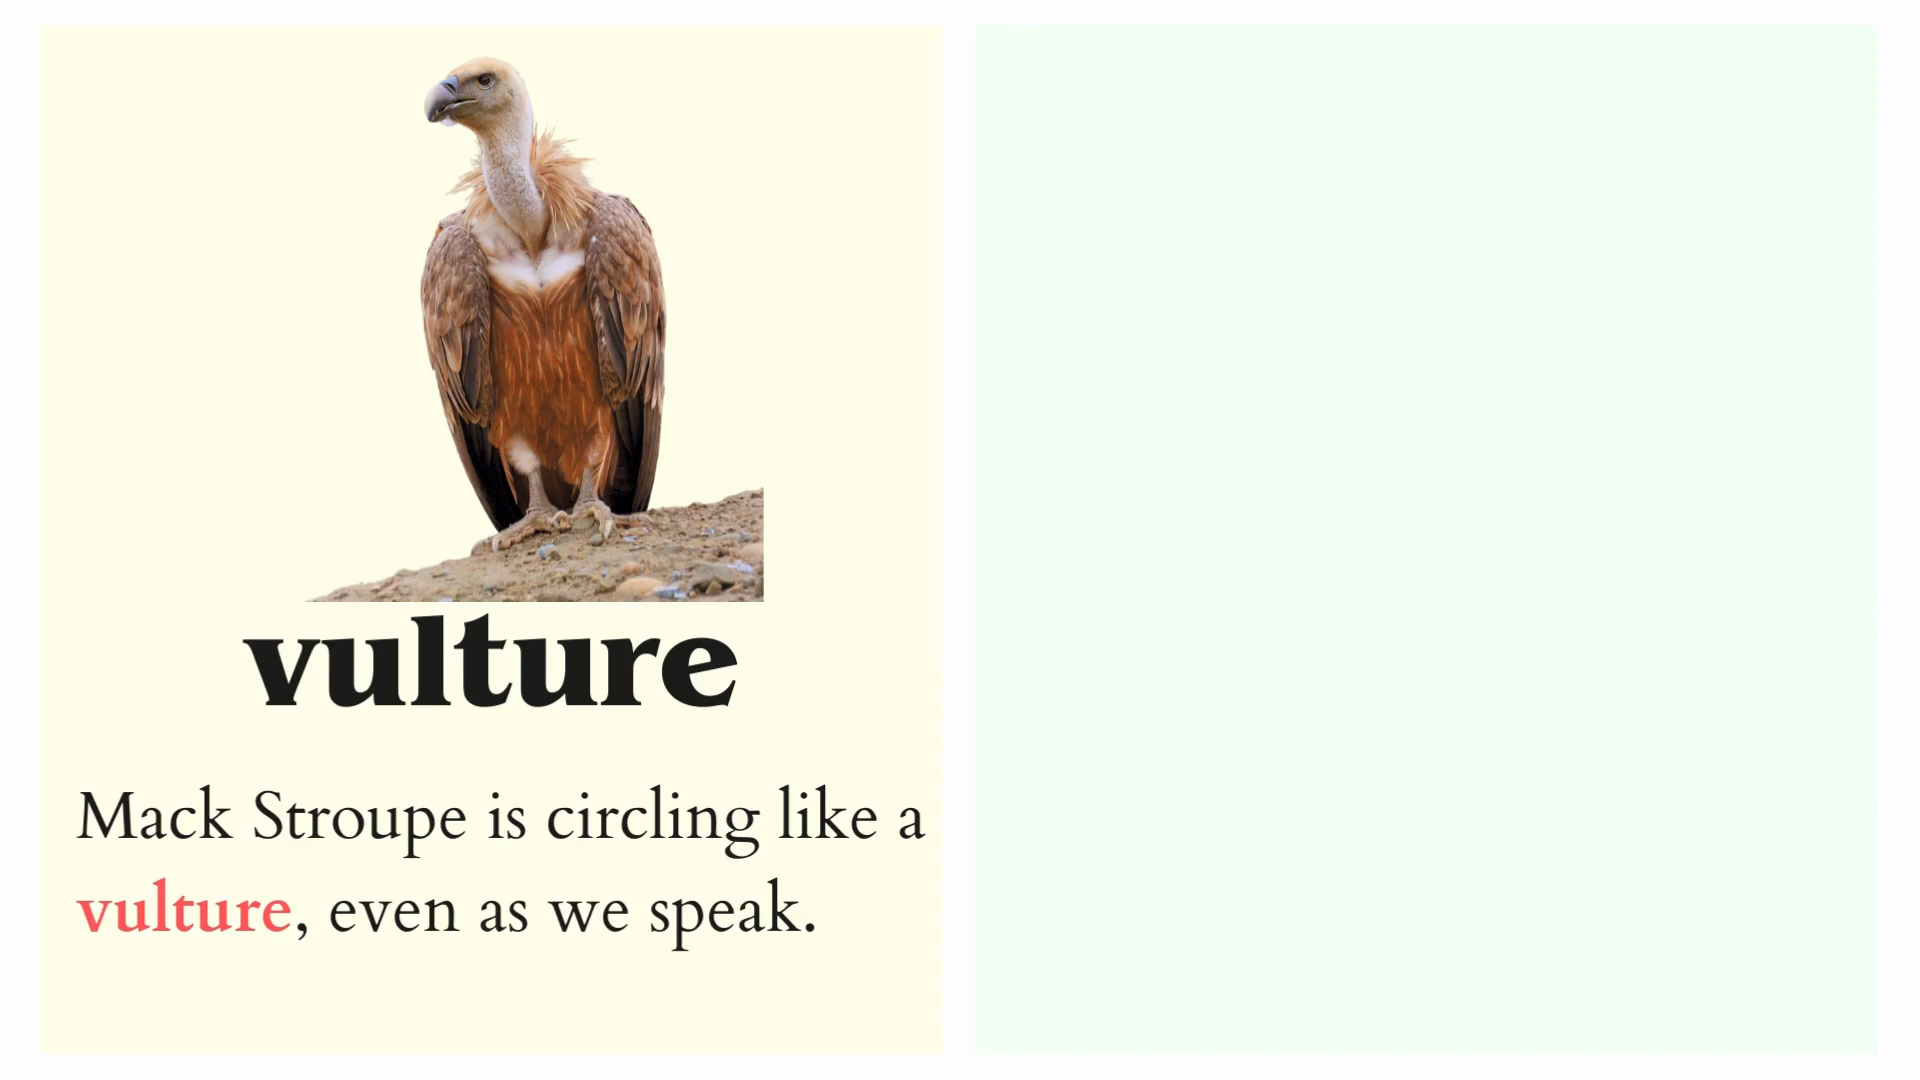 vulture
Mack Stroupe is circling like a
vulture, even as we speak.